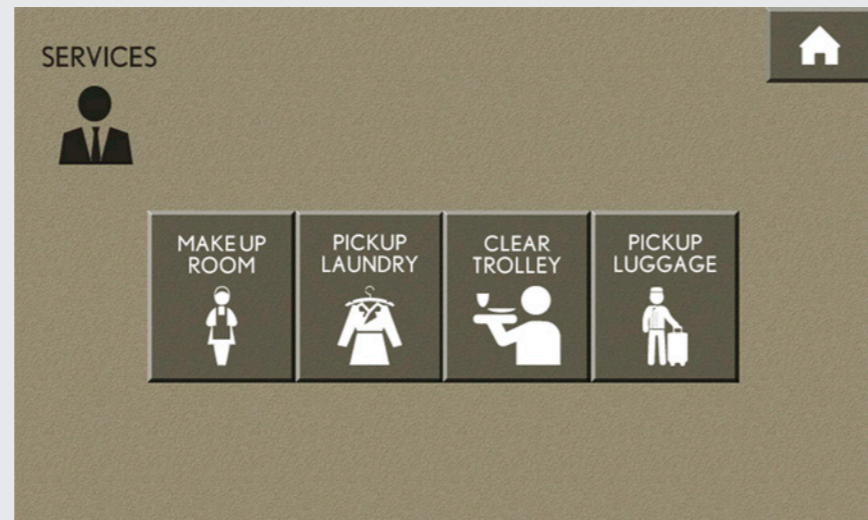 SERVICES
MAKE UP
ROOM
PICKUP
LAUNDRY
CLEAR
TROLLEY
PICKUP
LUGGAGE